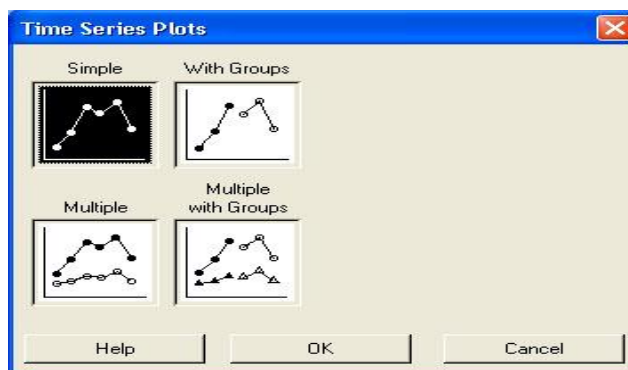 Time Series Plots
Simple
With Groups
Multiple
Multiple
with Groups
Help
OK
Cancel